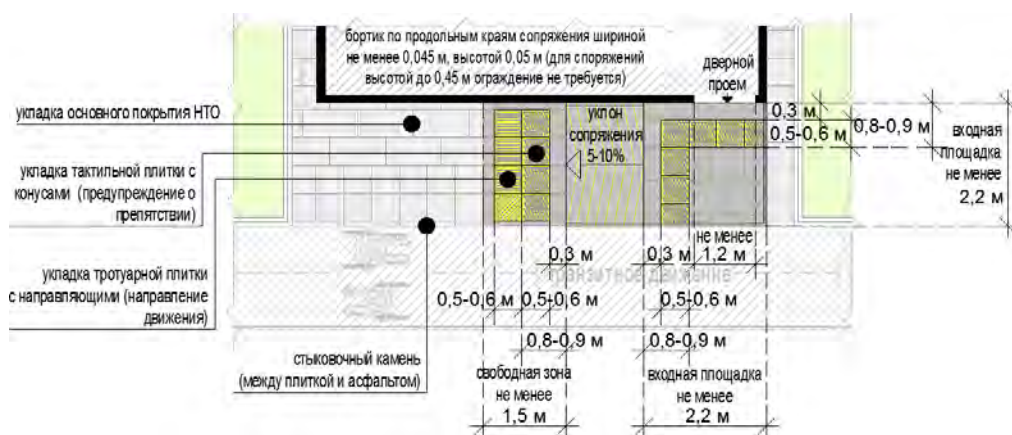 бортик по продольным краям сопряжения шириной
не менее 0,045 м, высотой 0,05 м (для спряжений
высотой до 0,45 м ограждение не требуется)
дверной
проем
укладка основного покрытия НТО
уклон
сопряжения
5-10%
0,3 м
0,5-0,6 м
0,8-0,9 м
входная
площадка
не менее
2,2 м
укладка тактильной плитки с
конусами (предупреждение о
препятствии)
не менее
0,3 м
0,3 м
1,2 м
транзитное движение
укладка тротуарной плитки
с направляющими (направление
движения)
0,5-0,6 м
0,5-0,6 м
0,5-0,6 м
0,8-0,9 м
0,8-0,9 м
стыковочный камень
(между плиткой и асфальтом)
свободная зона
не менее
1,5 м
входная площадка
не менее
2,2 м